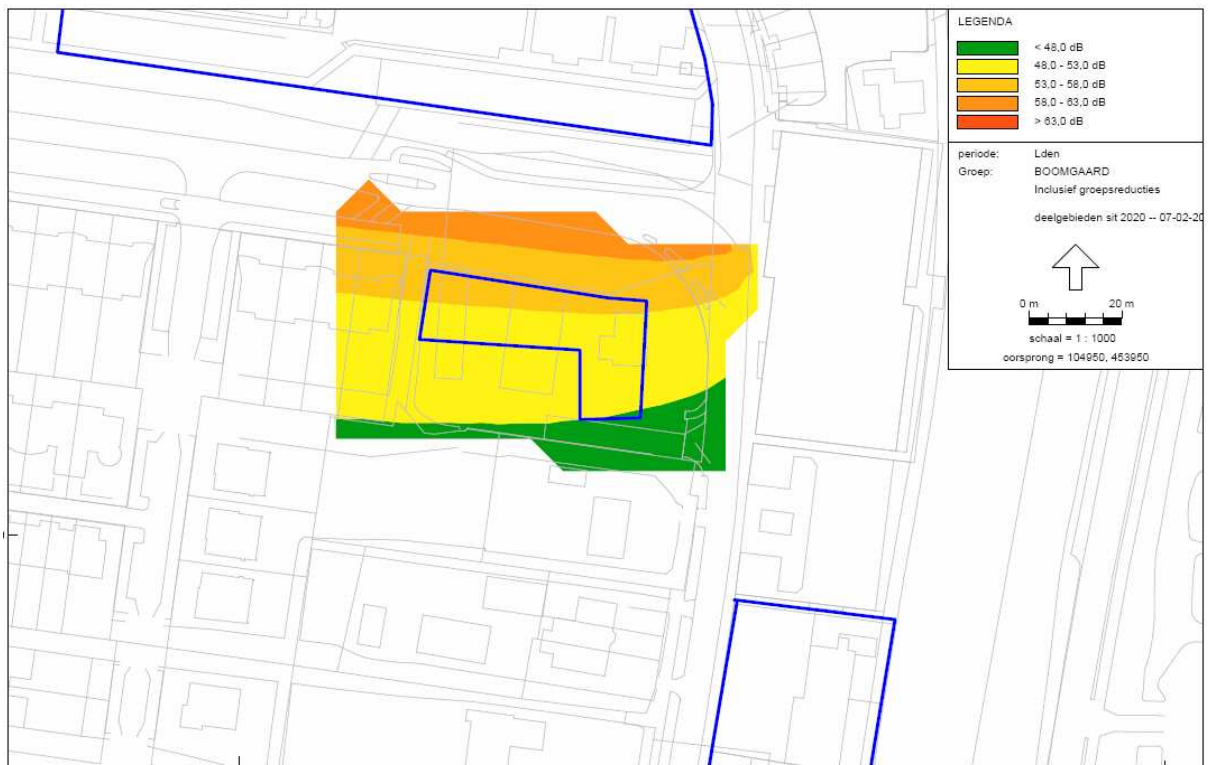 LEGENDA
< 48,0 dB
48,0 - 53,0 dB
53,0 - 58,0 dB
58,0 - 63,0 dB
> 63,0 dB
periode: Lden
Groep: BOOMGAARD
Inclusief groepsreducties
deelgebieden sit 2020 -- 07-02-20
0 m 20 m
schaal = 1 : 1000
oorsprong = 104950, 453950